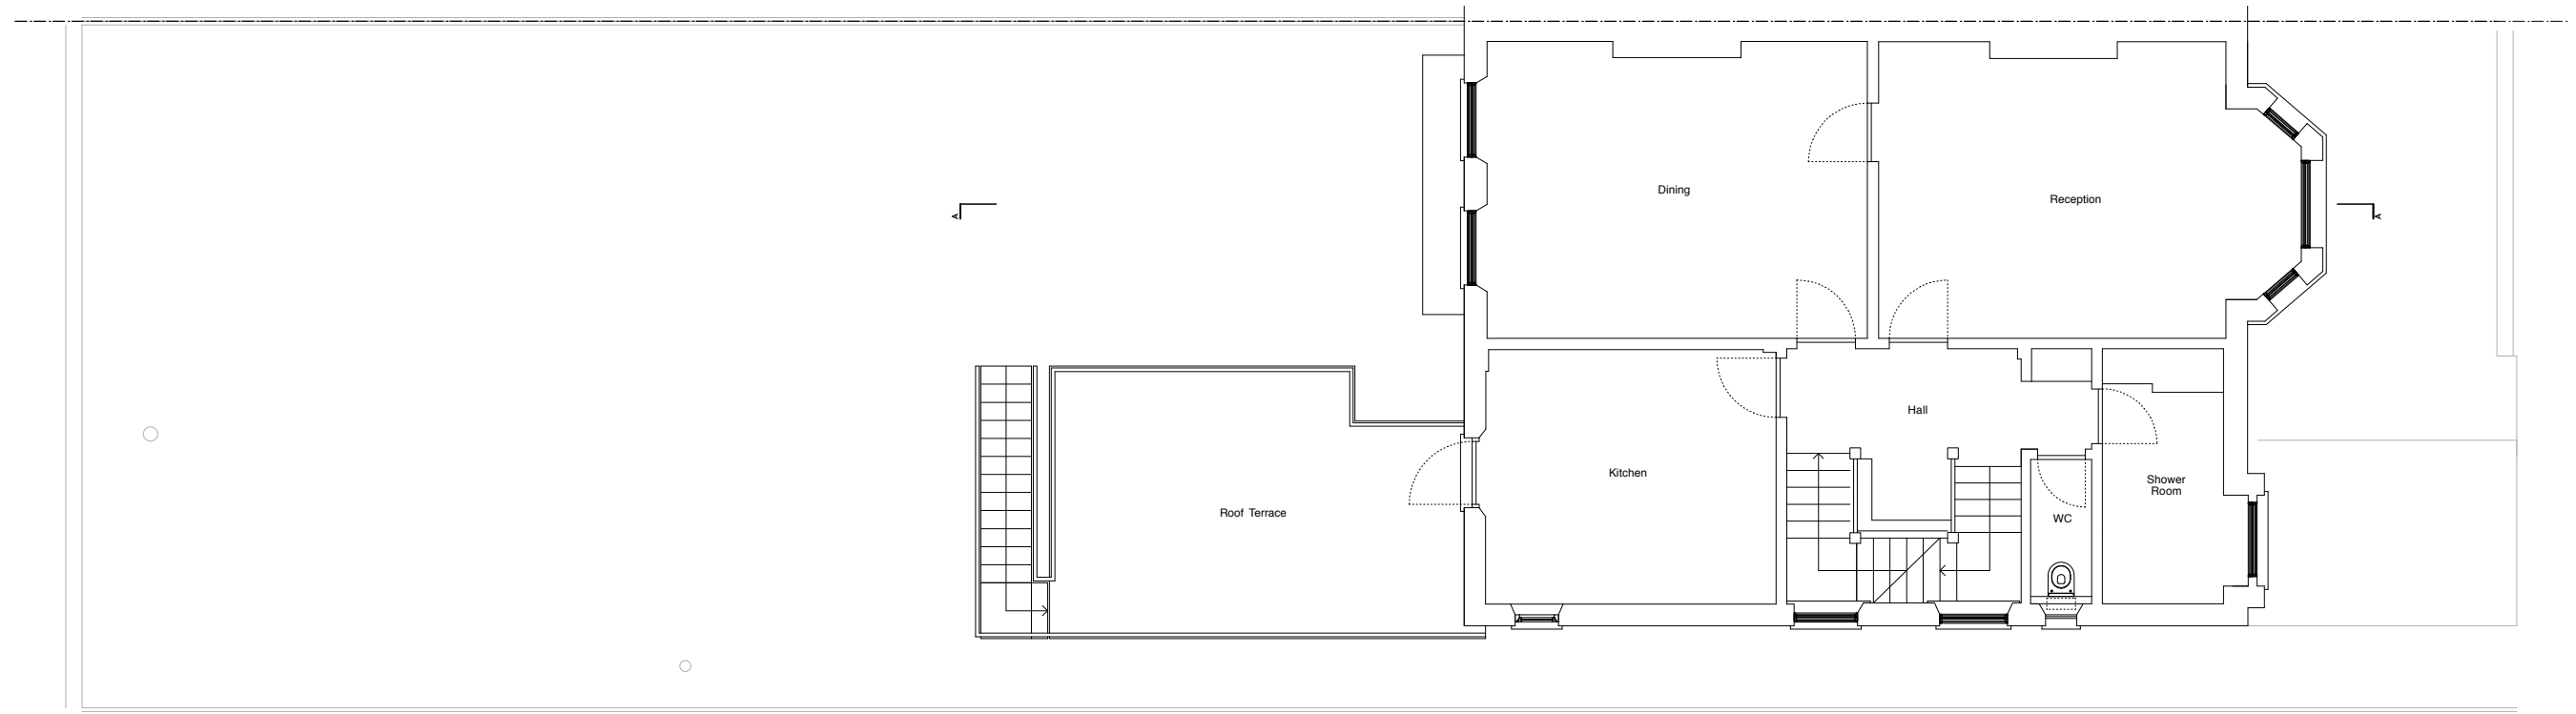 Dining
Reception
A
A
Hall
Kitchen
Shower
Room
Roof Terrace
WC